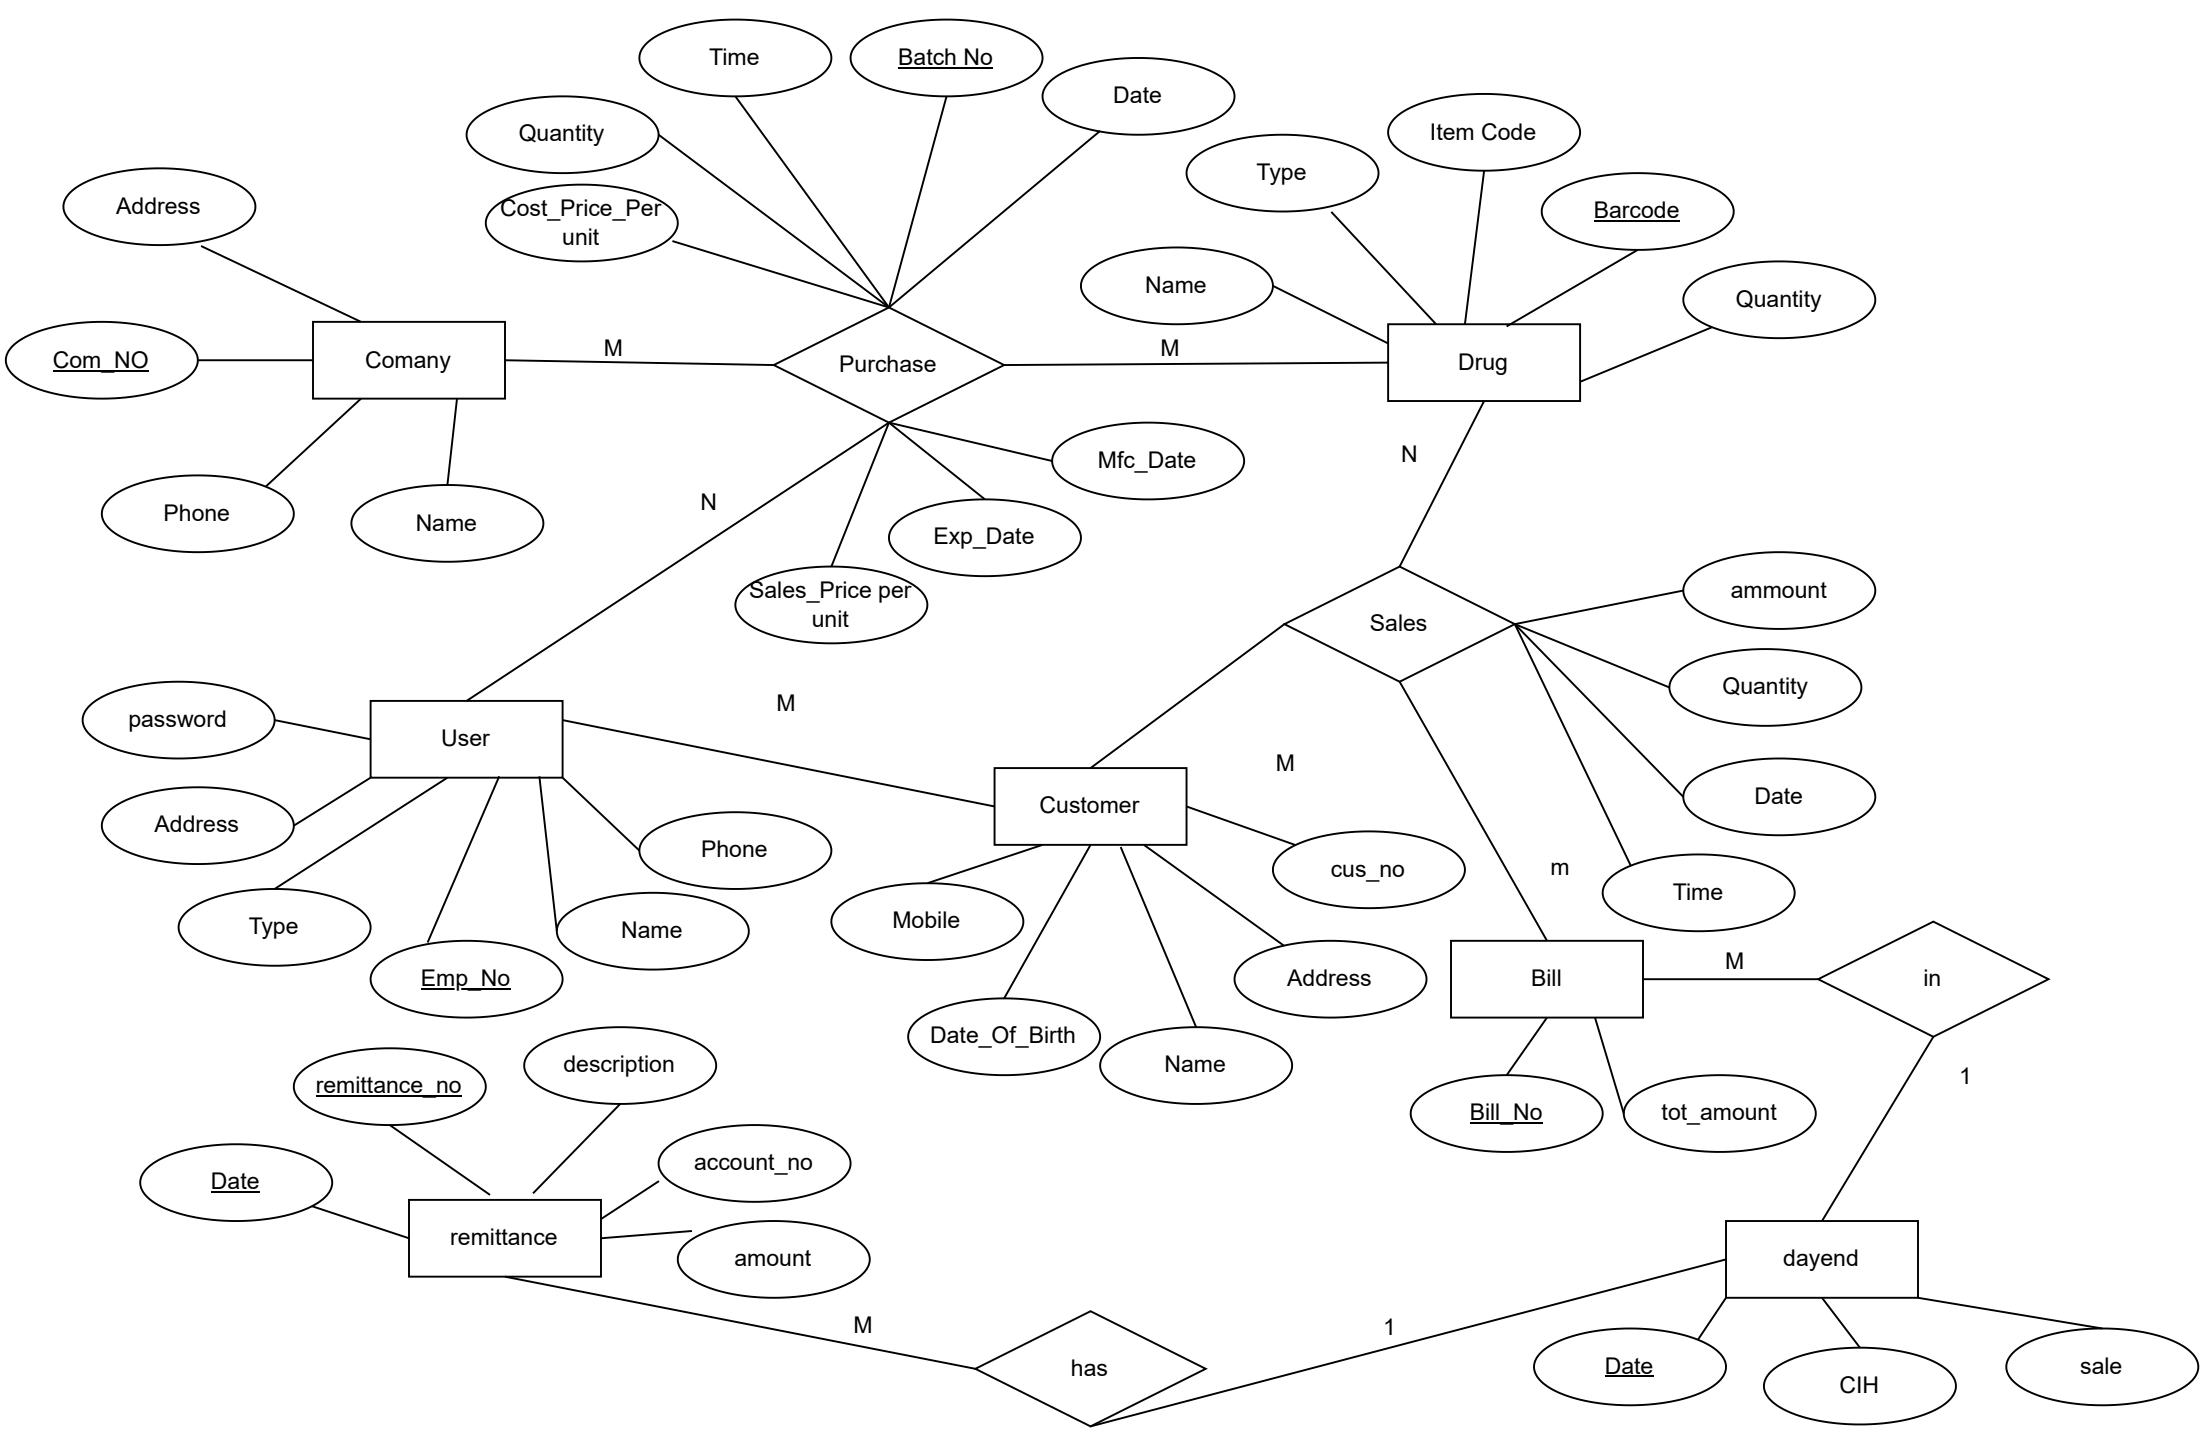 Time
Batch No
Date
Quantity
Item Code
Type
Cost_Price_Per
unit
Address
Barcode
Name
Quantity
Com_NO
Comany
M
Purchase
M
Drug
N
Mfc_Date
N
Phone
Name
Exp_Date
Sales_Price per
unit
Sales
ammount
Quantity
password
User
M
M
Customer
Date
Address
Phone
cus_no
m
Time
Type
Name
Mobile
Emp_No
Address
Bill
M
in
Date_Of_Birth
Name
remittance_no
description
1
Bill_No
tot_amount
Date
account_no
remittance
amount
dayend
M
1
has
Date
CIH
sale